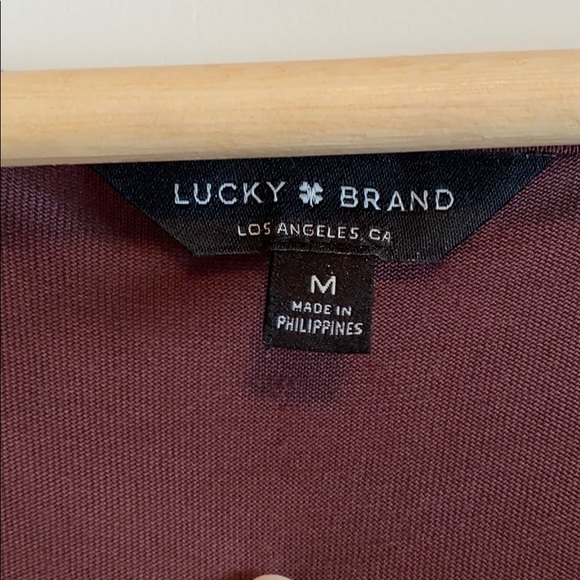 LUCKY BRAND
LOS ANGELES, CA
M
MADE IN
PHILIPPINES